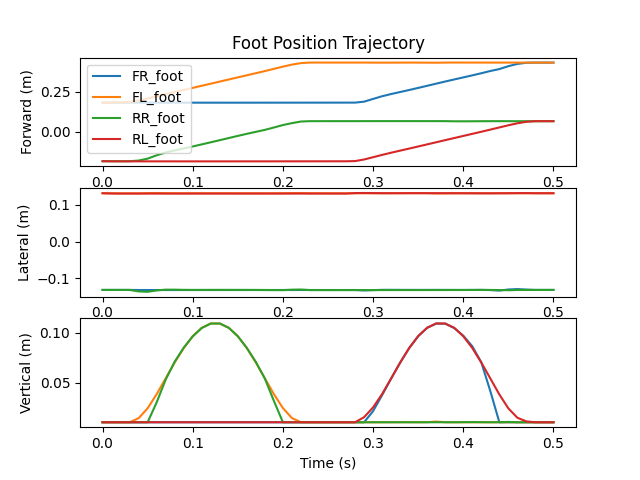 Foot Position Trajectory
FR_foot
FL_foot
RR_foot
RL_foot
Forward (m)
0.25
0.00
0.0 0.1 0.2 0.3 0.4 0.5
Lateral (m)
0.1
0.0
−0.1
0.0 0.1 0.2 0.3 0.4 0.5
Vertical (m)
0.10
0.05
0.0 0.1 0.2 0.3 0.4 0.5
Time (s)